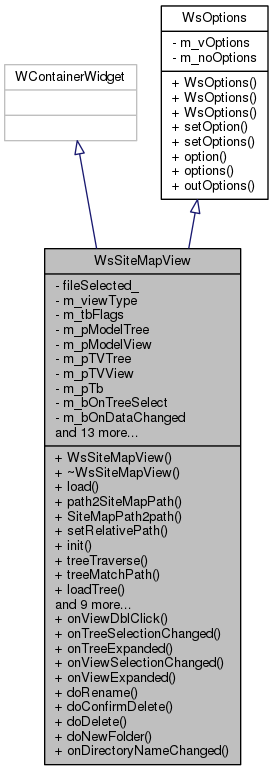 WsOptions
- m_vOptions
- m_noOptions
+ WsOptions()
+ WsOptions()
+ WsOptions()
+ setOption()
+ setOptions()
+ option()
+ options()
+ outOptions()
WContainerWidget
WsSiteMapView
- fileSelected_
- m_viewType
- m_tbFlags
- m_pModelTree
- m_pModelView
- m_pTVTree
- m_pTVView
- m_pTb
- m_bOnTreeSelect
- m_bOnDataChanged
and 13 more...
+ WsSiteMapView()
+ ~WsSiteMapView()
+ load()
+ path2SiteMapPath()
+ SiteMapPath2path()
+ setRelativePath()
+ init()
+ treeTraverse()
+ treeMatchPath()
+ loadTree()
and 9 more...
+ onViewDblClick()
+ onTreeSelectionChanged()
+ onTreeExpanded()
+ onViewSelectionChanged()
+ onViewExpanded()
+ doRename()
+ doConfirmDelete()
+ doDelete()
+ doNewFolder()
+ onDirectoryNameChanged()